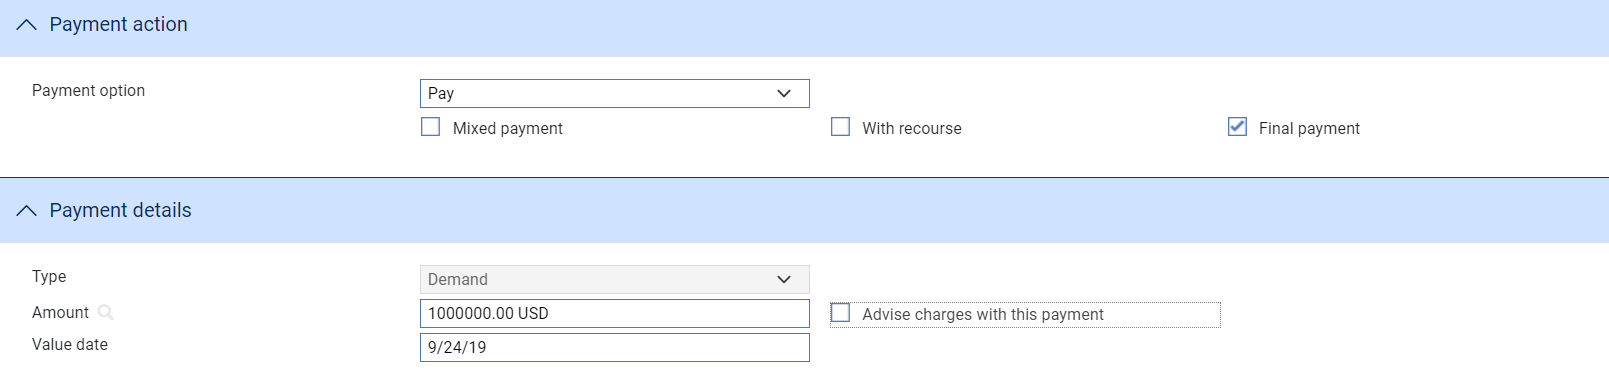 Payment action
Payment option
Pay
Mixed payment
With recourse
Final payment
Payment details
Type
Demand
Amount
1000000.00 USD
Advise charges with this payment
Value date
9/24/19